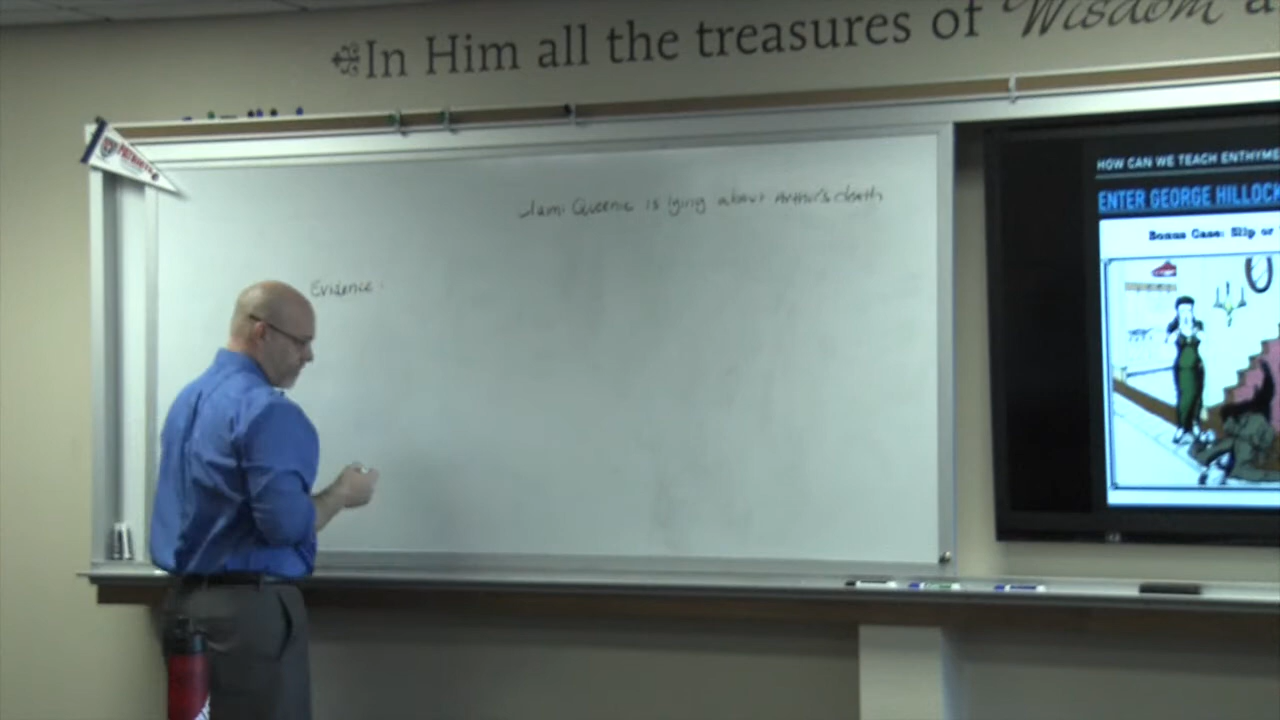 In Him all the treasures of Wisdom a
PATRIOTS
HOW CAN WE TEACH ENTHYME
ENTER GEORGE HILLOCK
Bonus Case: Slip or
Claim: Queenie is lying about Arthur's death
Evidence :